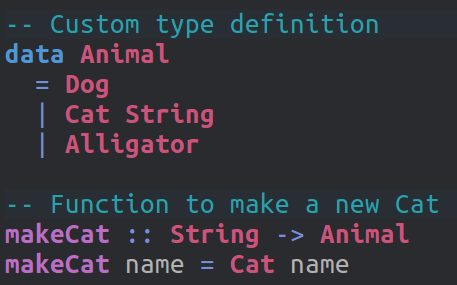 -- Custom type definition
data Animal
  = Dog
  | Cat String
  | Alligator

-- Function to make a new Cat
makeCat :: String -> Animal
makeCat name = Cat name